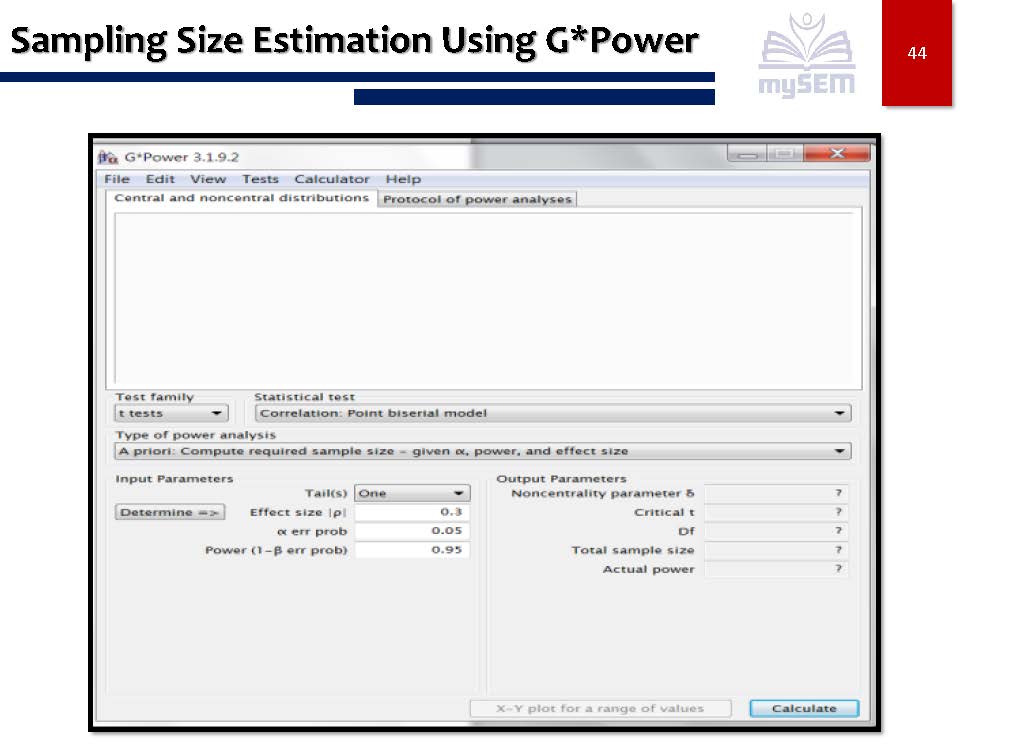 Sampling Size Estimation Using G*Power
mySEM
44
G*Power 3.1.9.2
File Edit View Tests Calculator Help
Central and noncentral distributions Protocol of power analyses
Test family Statistical test
t tests Correlation: Point biserial model
Type of power analysis
A priori: Compute required sample size – given α, power, and effect size
Input Parameters Output Parameters
Tail(s) One Noncentrality parameter δ ?
Determine => Effect size |ρ| 0.3 Critical t ?
α err prob 0.05 Df ?
Power (1–β err prob) 0.95 Total sample size ?
Actual power ?
X–Y plot for a range of values Calculate